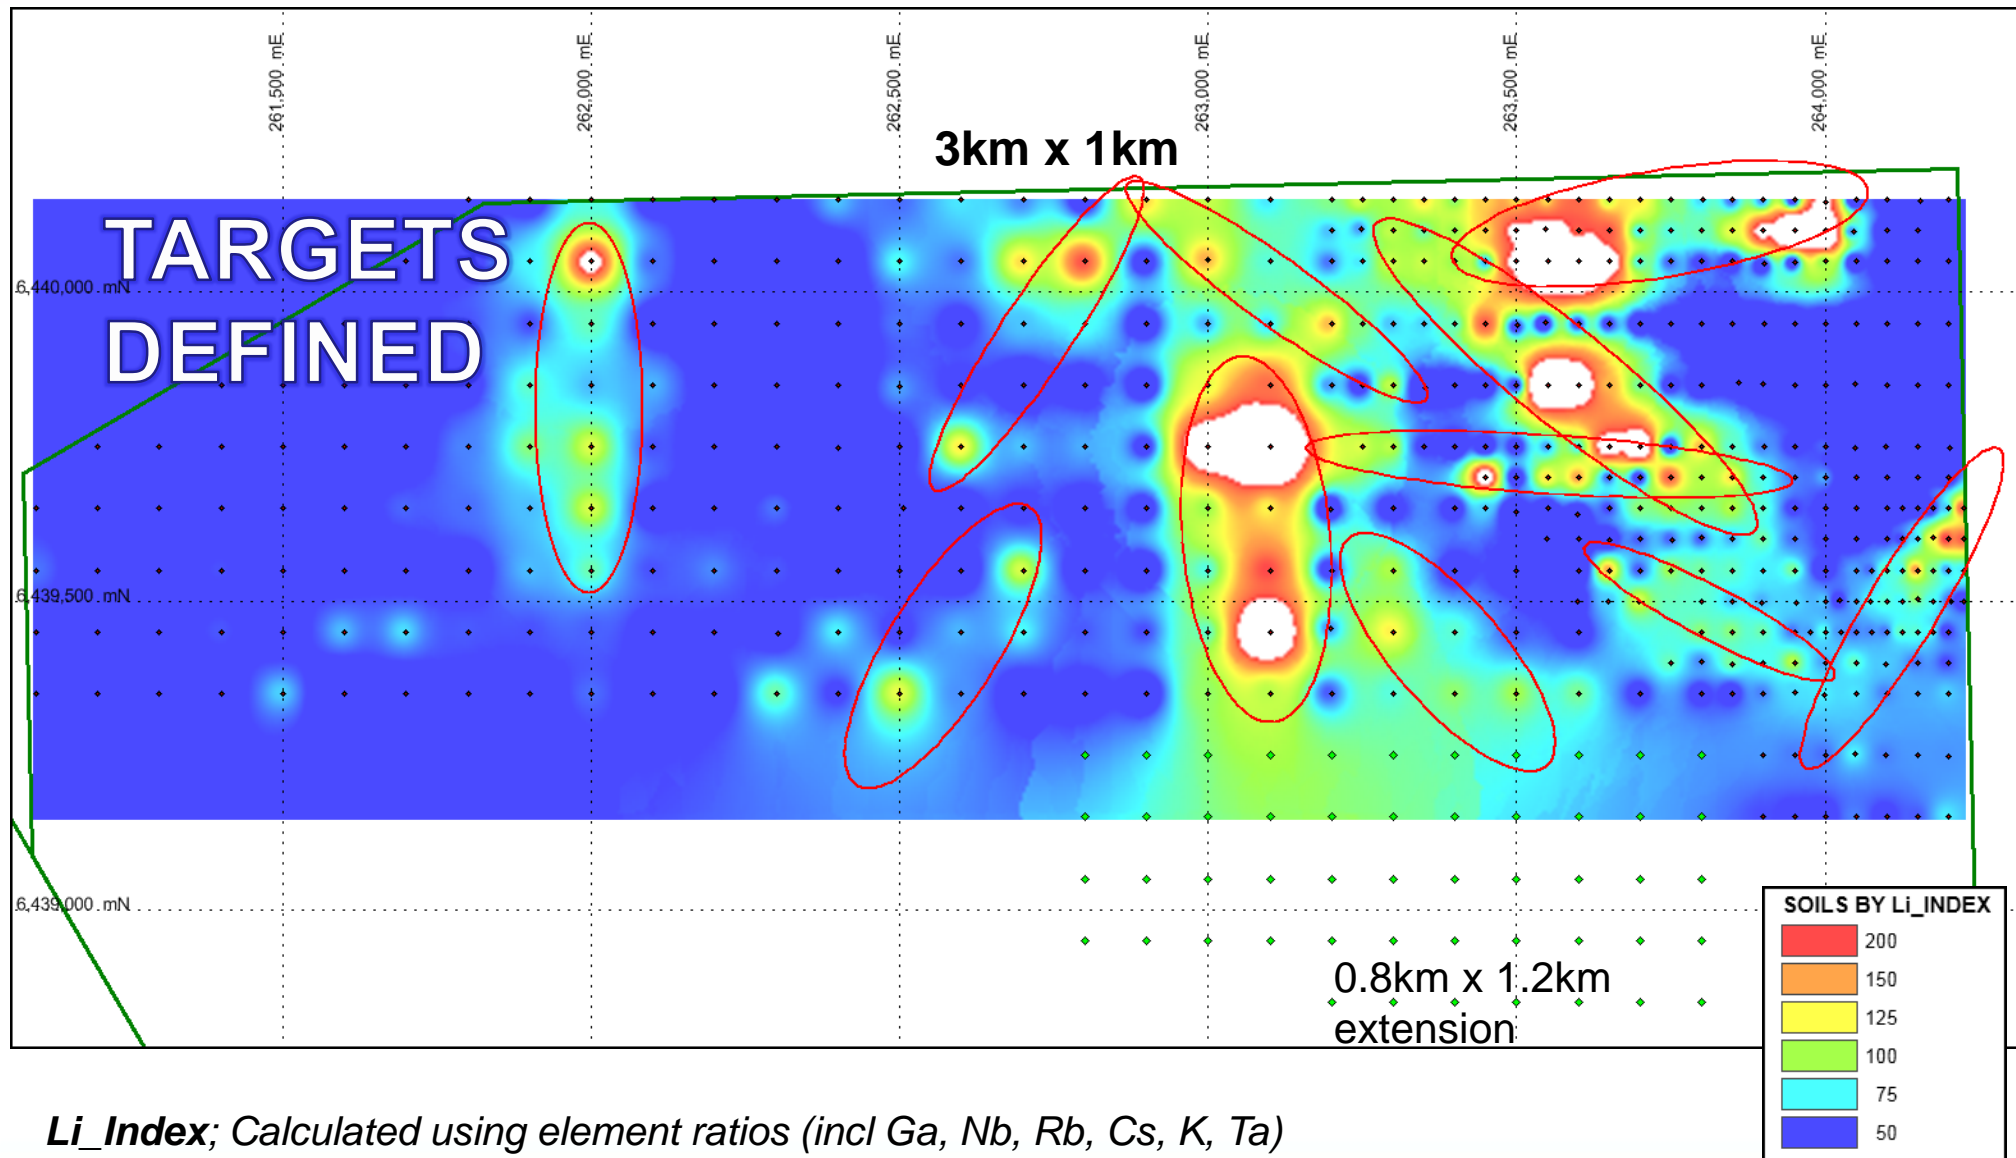 261,500 mE
262,000 mE
262,500 mE
263,000 mE
263,500 mE
264,000 mE
3km x 1km
TARGETS
DEFINED
6,440,000 mN
6,439,500 mN
6,439,000 mN
0.8km x 1.2km
extension
SOILS BY Li_INDEX
200
150
125
100
75
50
Li_Index; Calculated using element ratios (incl Ga, Nb, Rb, Cs, K, Ta)